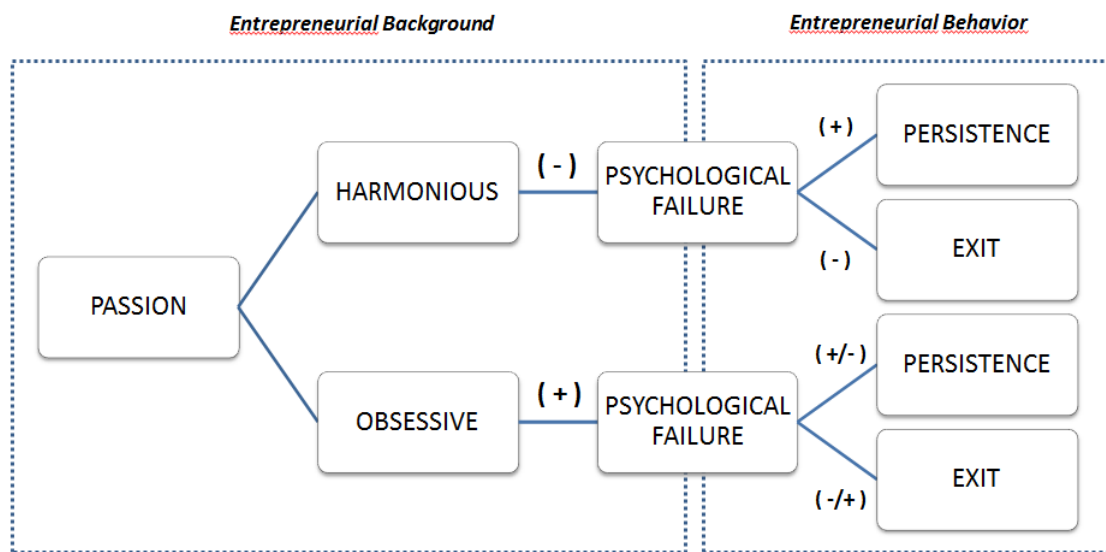 Entrepreneurial Background
Entrepreneurial Behavior
PASSION
HARMONIOUS
( - )
PSYCHOLOGICAL
FAILURE
( + )
PERSISTENCE
( - )
EXIT
OBSESSIVE
( + )
PSYCHOLOGICAL
FAILURE
(+/-)
PERSISTENCE
( -/+)
EXIT